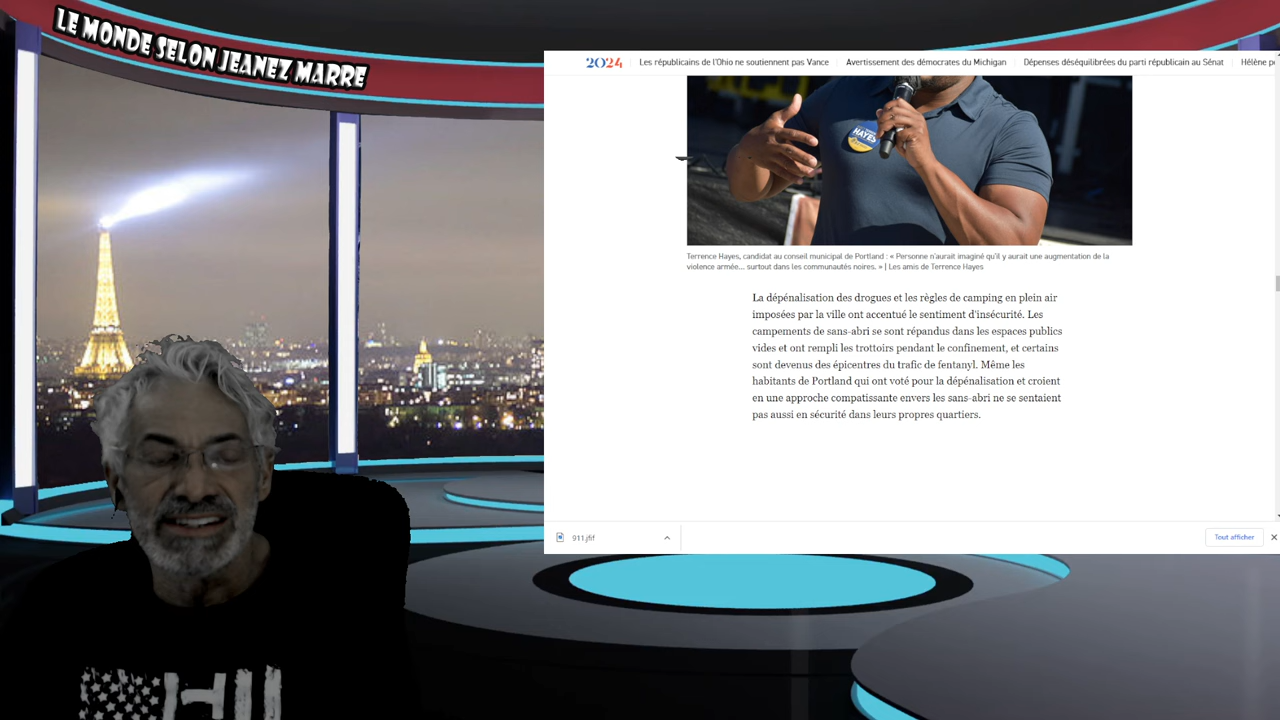 LE MONDE SELON JEANEZ MARRE
2024 Les républicains de l'Ohio ne soutiennent pas Vance Avertissement des démocrates du Michigan Dépenses déséquilibrées du parti républicain au Sénat Hélène
HAYES
Terrence Hayes, candidat au conseil municipal de Portland : « Personne n'aurait imaginé qu'il y aurait une augmentation de la
violence armée... surtout dans les communautés noires. » | Les amis de Terrence Hayes
La dépénalisation des drogues et les règles de camping en plein air
imposées par la ville ont accentué le sentiment d'insécurité. Les
campements de sans-abri se sont répandus dans les espaces publics
vides et ont rempli les trottoirs pendant le confinement, et certains
sont devenus des épicentres du trafic de fentanyl. Même les
habitants de Portland qui ont voté pour la dépénalisation et croient
en une approche compatissante envers les sans-abri ne se sentaient
pas aussi en sécurité dans leurs propres quartiers.
911.jfif
Tout afficher